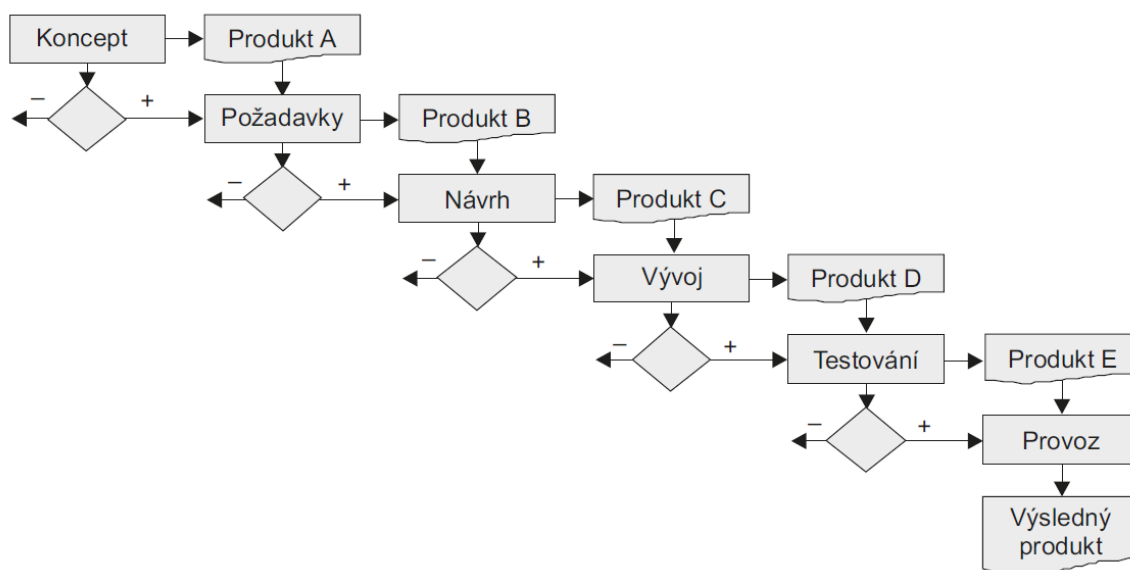 Koncept
Produkt A
–
+
Požadavky
Produkt B
–
+
Návrh
Produkt C
–
+
Vývoj
Produkt D
–
+
Testování
Produkt E
–
+
Provoz
Výsledný
produkt